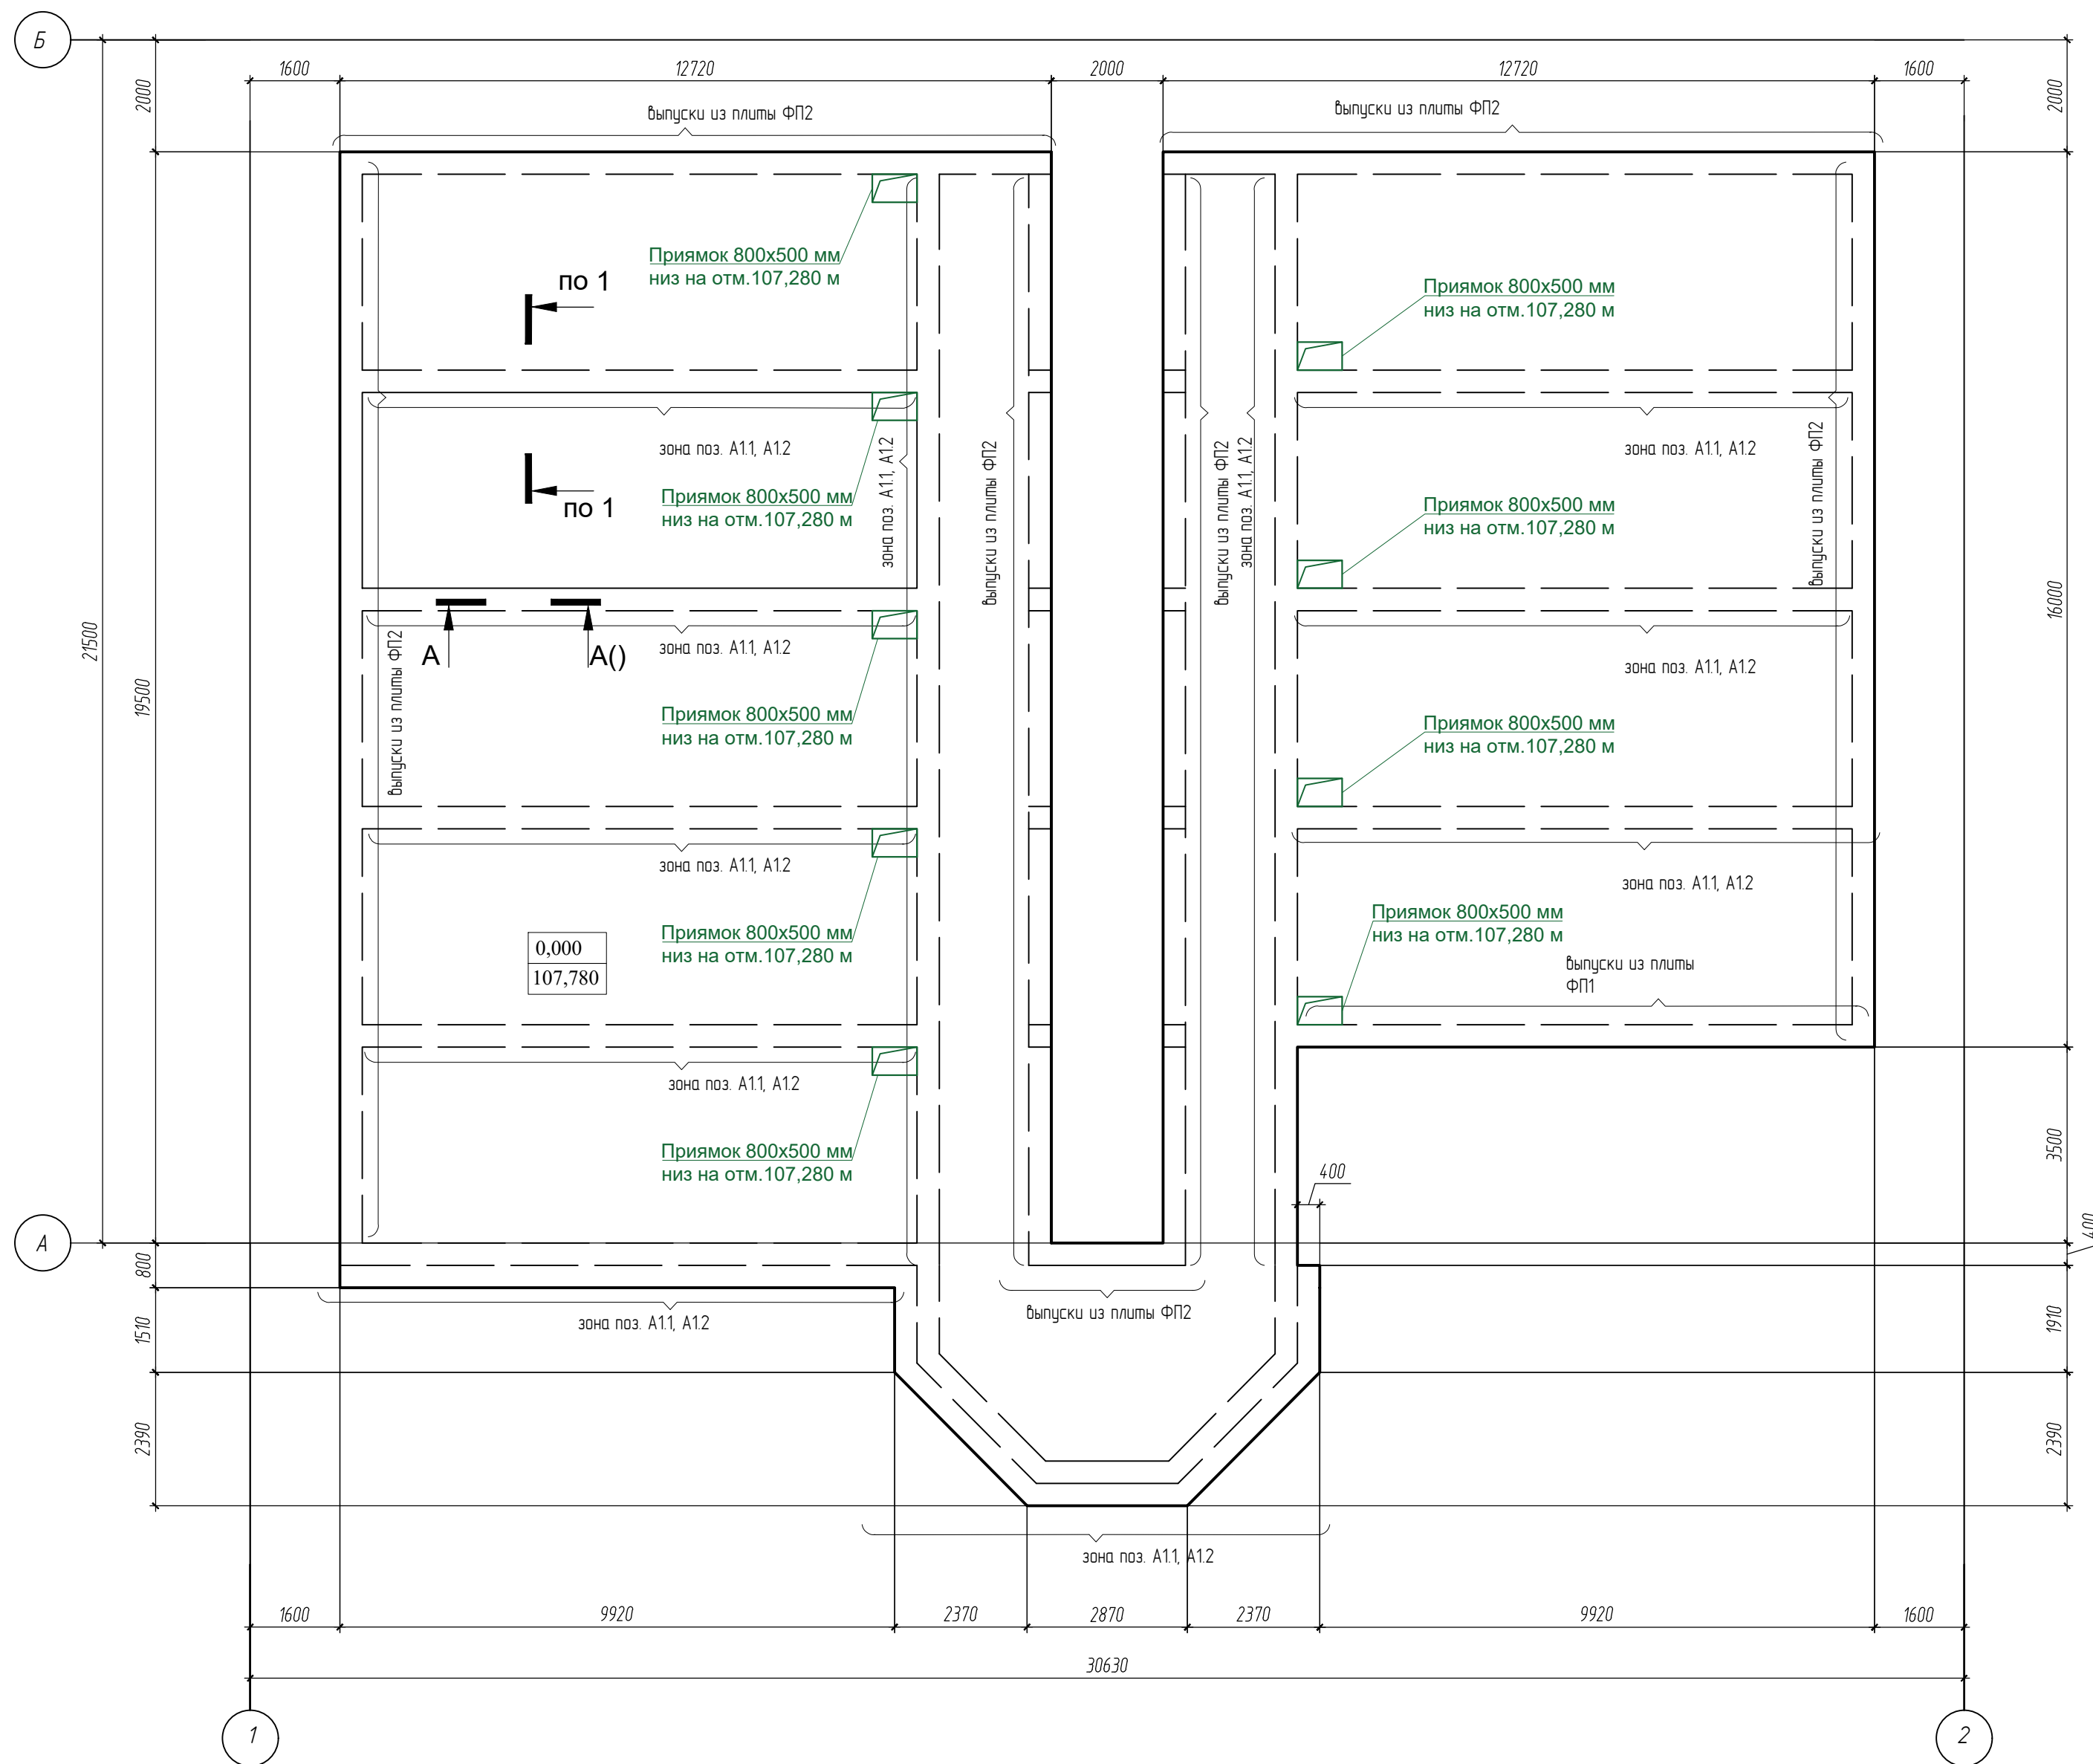 Б
1600
12720
2000
12720
1600
2000
2000
выпуски из плиты ФП2
выпуски из плиты ФП2
Приямок 800х500 мм
низ на отм.107,280 м
по 1
Приямок 800х500 мм
низ на отм.107,280 м
зона поз. А1.1, А1.2
зона поз. А1.1, А1.2
выпуски из плиты ФП2
выпуски из плиты ФП2
зона поз. А1.1, А1.2
зона поз. А1.1, А1.2
выпуски из плиты ФП2
Приямок 800х500 мм
низ на отм.107,280 м
по 1
Приямок 800х500 мм
низ на отм.107,280 м
21500
19500
16000
А
А()
выпуски из плиты ФП2
зона поз. А1.1, А1.2
зона поз. А1.1, А1.2
Приямок 800х500 мм
низ на отм.107,280 м
Приямок 800х500 мм
низ на отм.107,280 м
зона поз. А1.1, А1.2
зона поз. А1.1, А1.2
0,000
107,780
Приямок 800х500 мм
низ на отм.107,280 м
Приямок 800х500 мм
низ на отм.107,280 м
выпуски из плиты
ФП1
зона поз. А1.1, А1.2
Приямок 800х500 мм
низ на отм.107,280 м
3500
400
400
А
800
1510
2390
1910
2390
зона поз. А1.1, А1.2
выпуски из плиты ФП2
зона поз. А1.1, А1.2
1600
9920
2370
2870
2370
9920
1600
30630
1
2